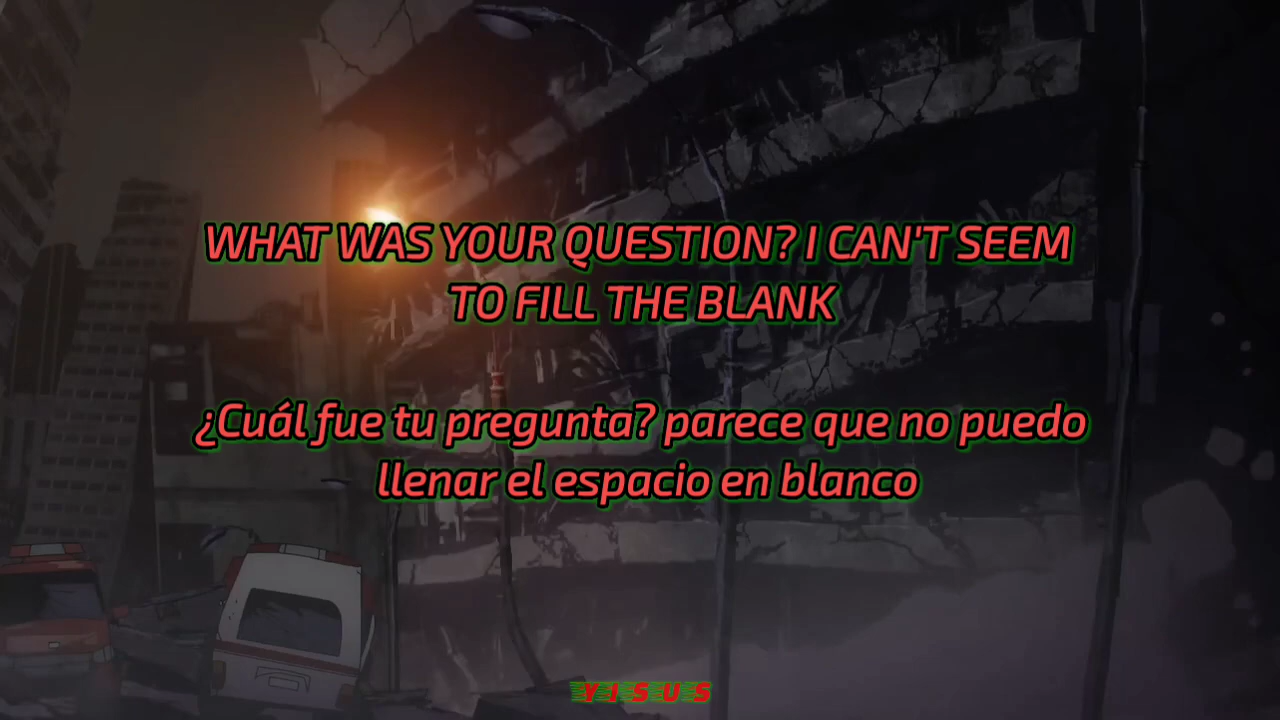 WHAT WAS YOUR QUESTION? I CAN'T SEEM
TO FILL THE BLANK
¿Cuál fue tu pregunta? parece que no puedo
llenar el espacio en blanco
YISUS